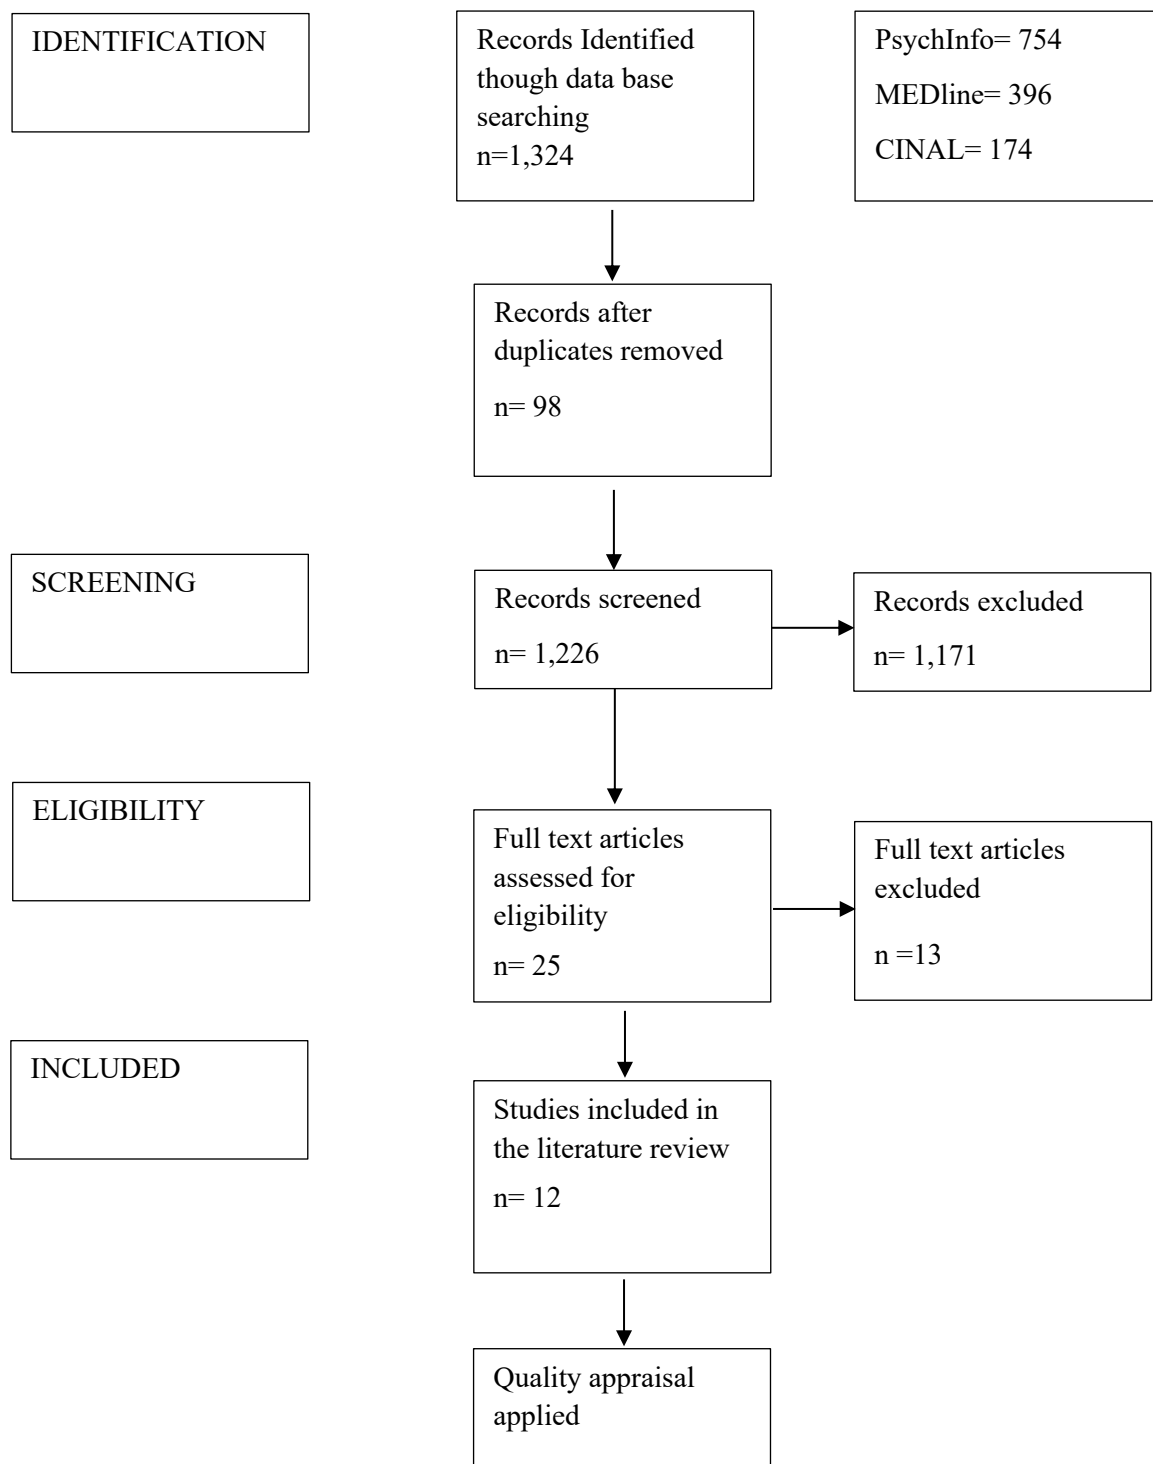 IDENTIFICATION
Records Identified
though data base
searching
n=1,324
PsychInfo= 754
MEDline= 396
CINAL= 174
Records after
duplicates removed
n= 98
SCREENING
Records screened
n= 1,226
Records excluded
n= 1,171
ELIGIBILITY
Full text articles
assessed for
eligibility
n= 25
Full text articles
excluded
n =13
INCLUDED
Studies included in
the literature review
n= 12
Quality appraisal
applied